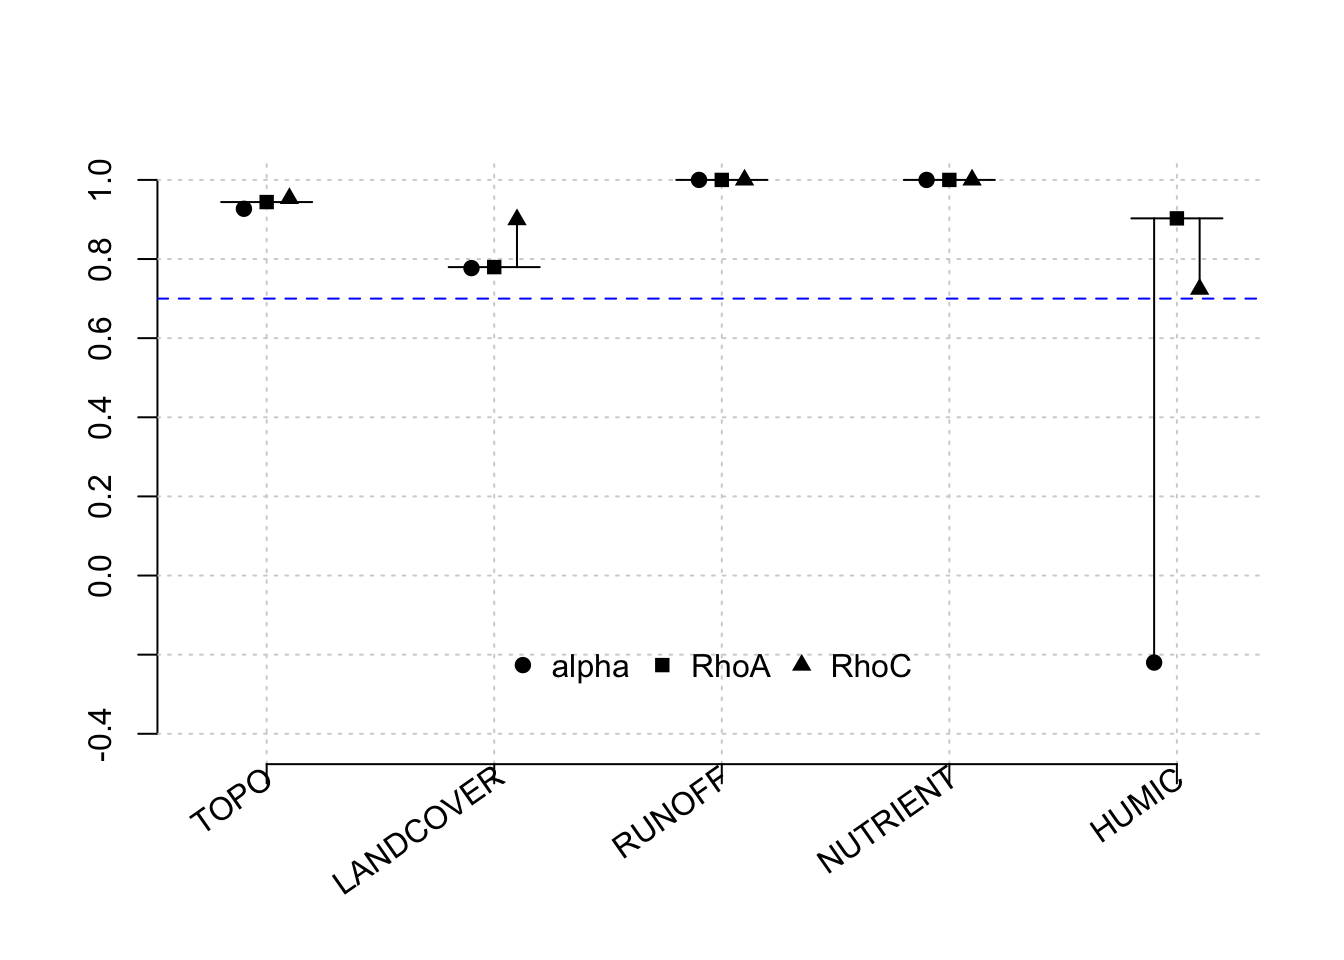 1.0
0.8
0.6
0.4
0.2
0.0
-0.4
alpha RhoA RhoC
TOPO
LANDCOVER
RUNOFF
NUTRIENT
HUMIC